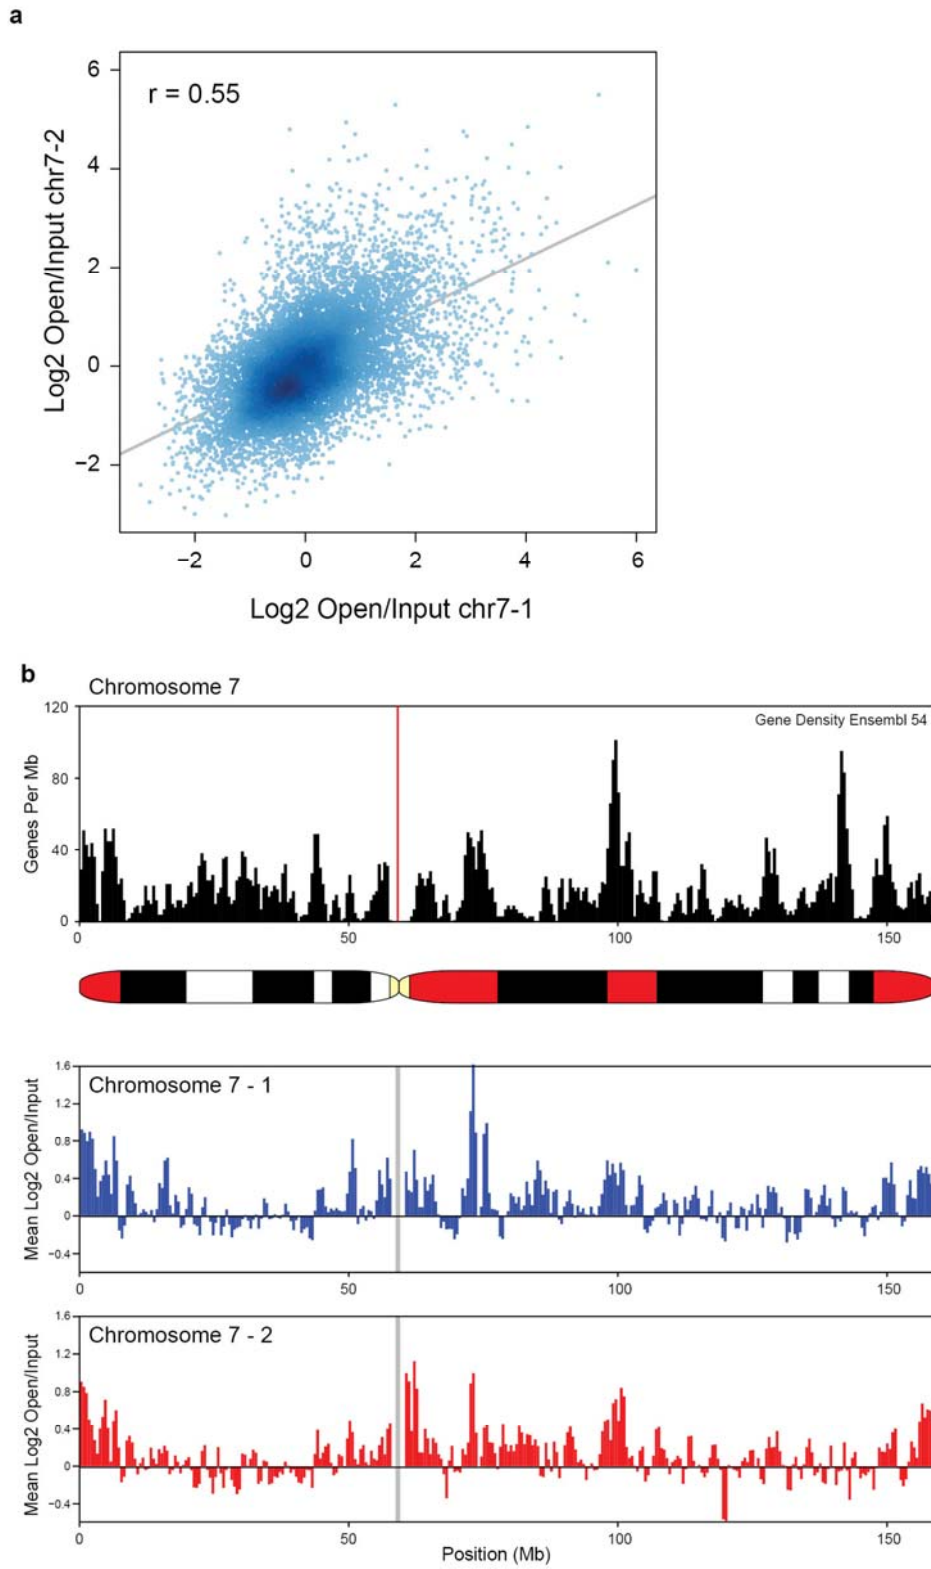 a
r = 0.55
6
4
2
0
−2
Log2 Open/Input chr7-2
−2 0 2 4 6
Log2 Open/Input chr7-1
b
Chromosome 7
Gene Density Ensembl 54
120
80
40
0
Genes Per Mb
0 50 100 150
Chromosome 7 - 1
1.6
1.2
0.8
0.4
0
−0.4
Mean Log2 Open/Input
0 50 100 150
Chromosome 7 - 2
1.6
1.2
0.8
0.4
0
−0.4
Mean Log2 Open/Input
0 50 100 150
Position (Mb)